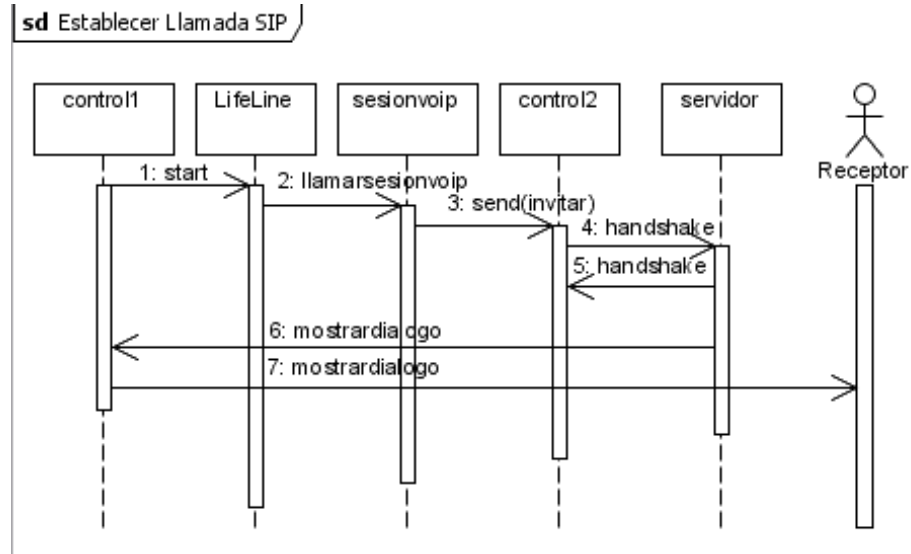 sd Establecer Llamada SIP
control1
LifeLine
sesionvoip
control2
servidor
Receptor
1: start
2: llamarsesionvoip
3: send(invitar)
4: handshake
5: handshake
6: mostrardialogo
7: mostrardialogo